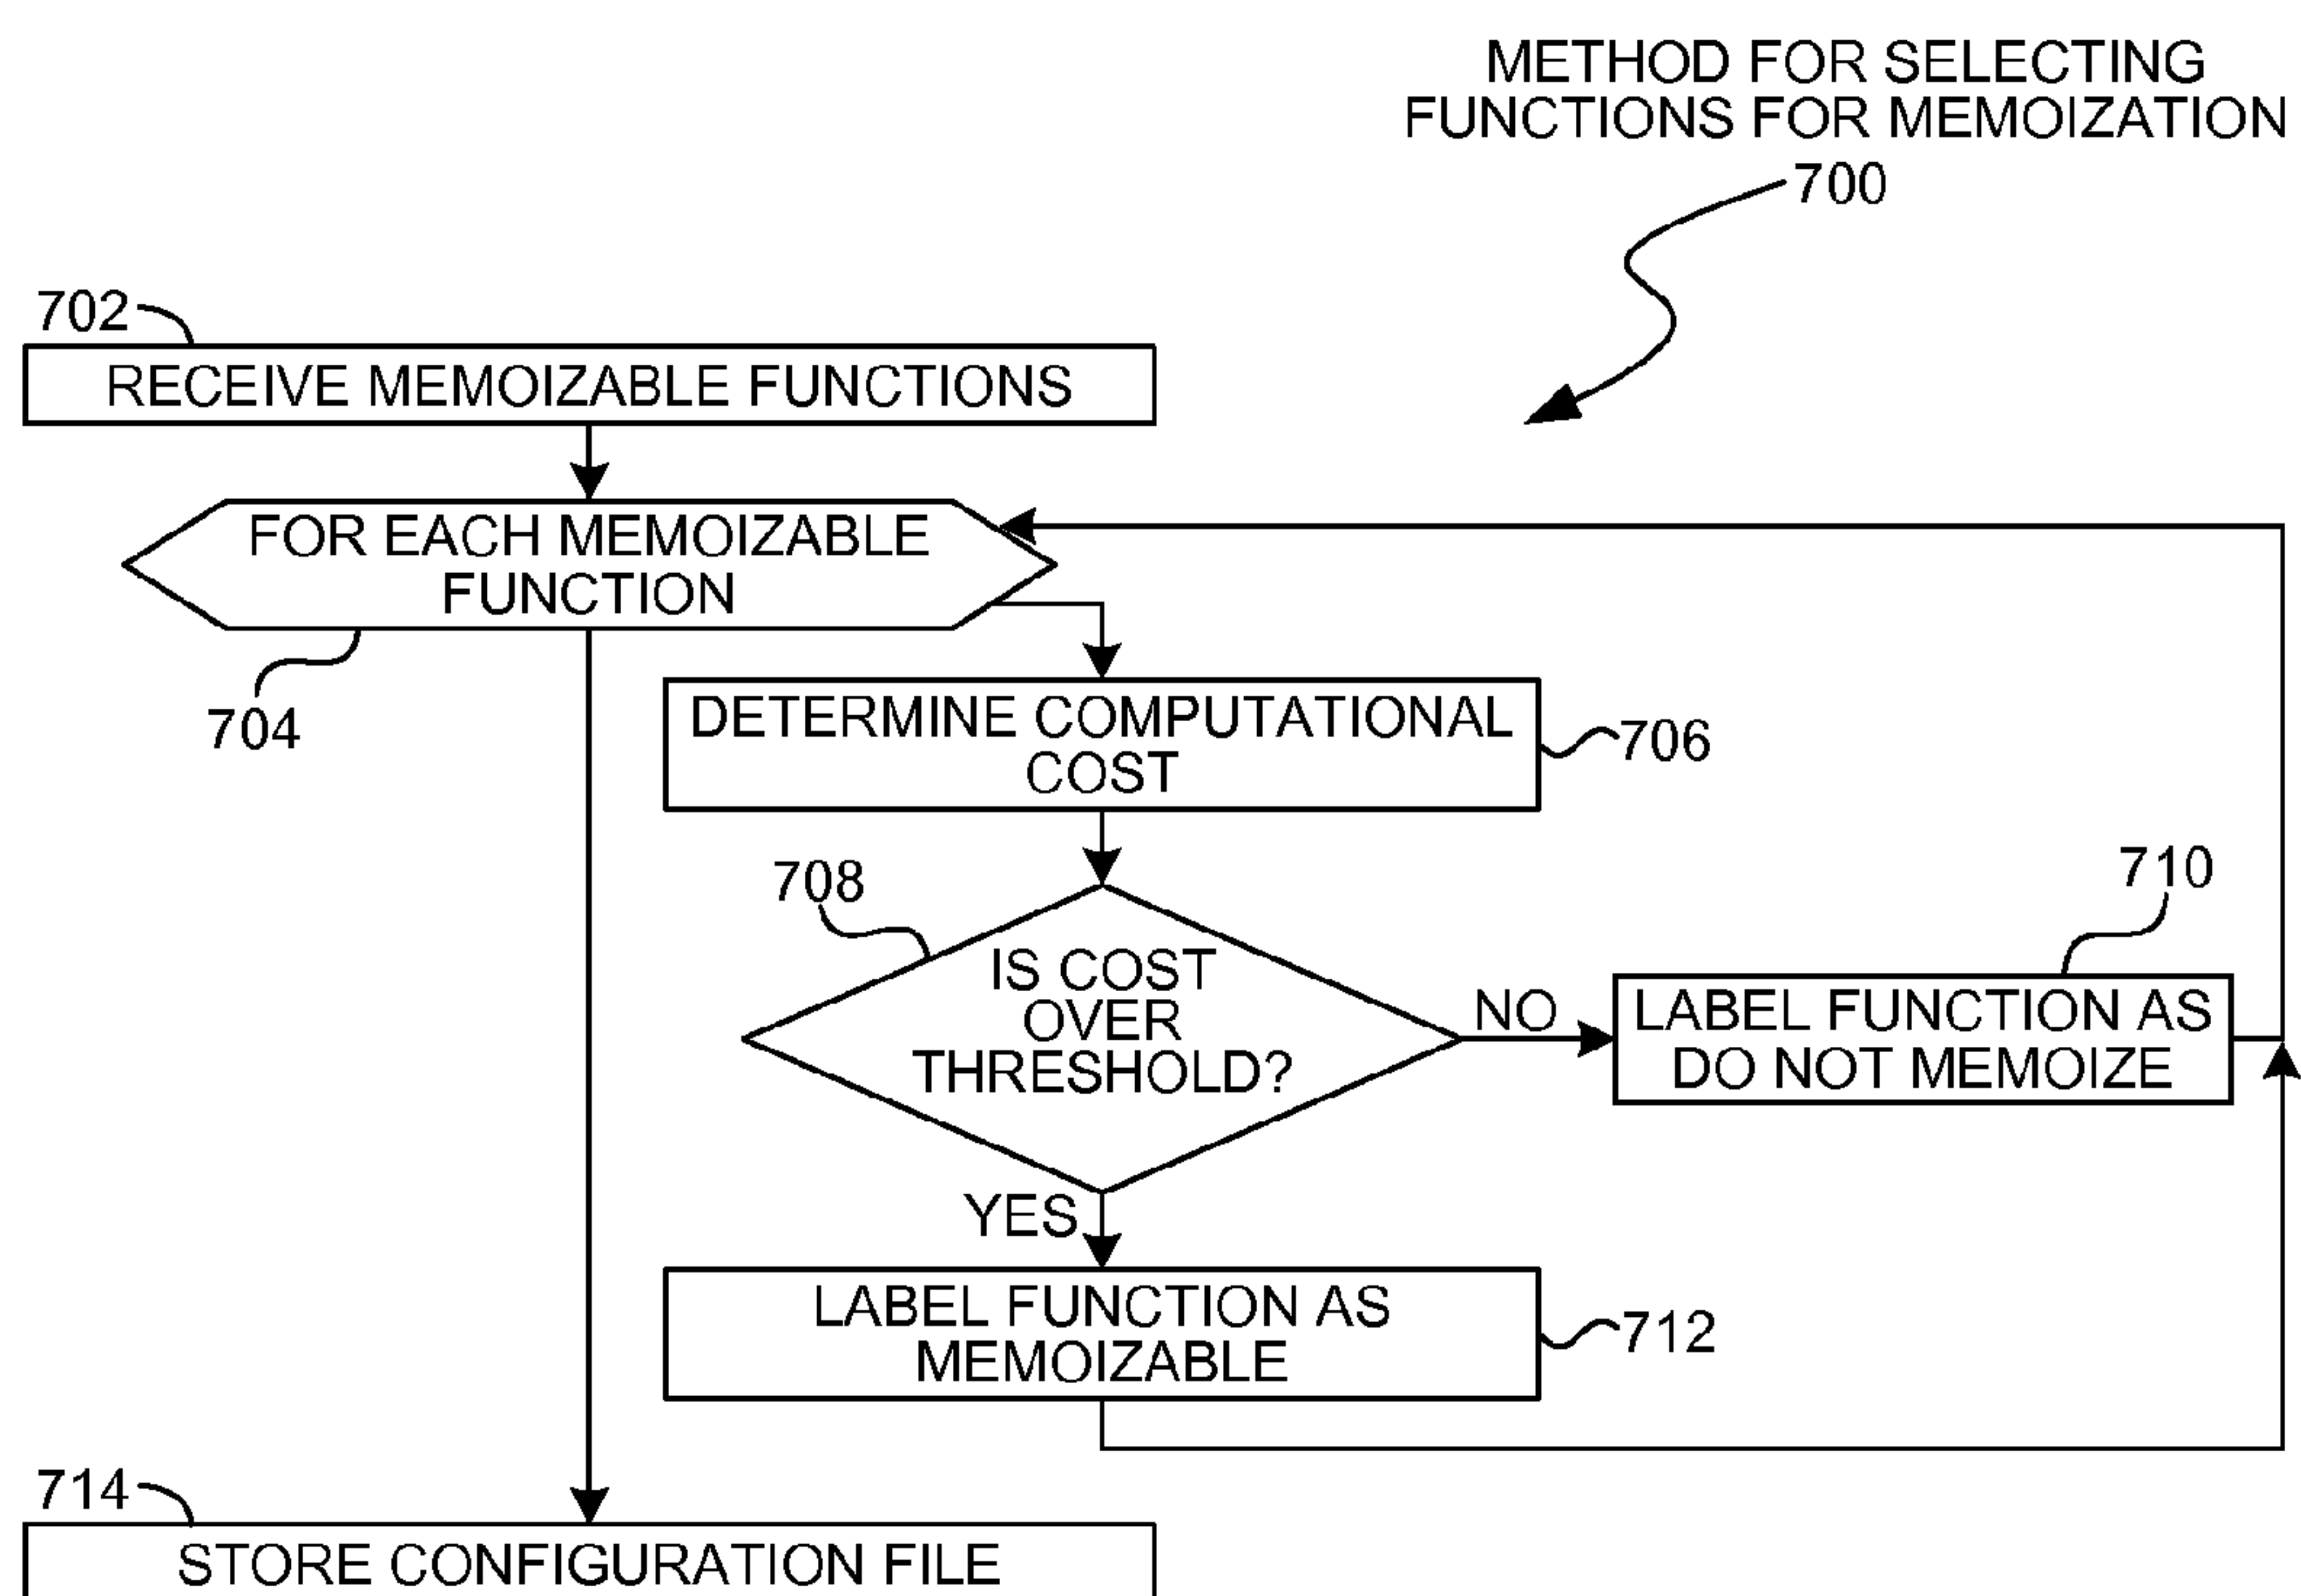 METHOD FOR SELECTING
FUNCTIONS FOR MEMOIZATION
700
702
RECEIVE MEMOIZABLE FUNCTIONS
FOR EACH MEMOIZABLE
FUNCTION
704
DETERMINE COMPUTATIONAL
COST
706
708
IS COST
OVER
THRESHOLD?
NO
710
LABEL FUNCTION AS
DO NOT MEMOIZE
YES
LABEL FUNCTION AS
MEMOIZABLE
712
714
STORE CONFIGURATION FILE